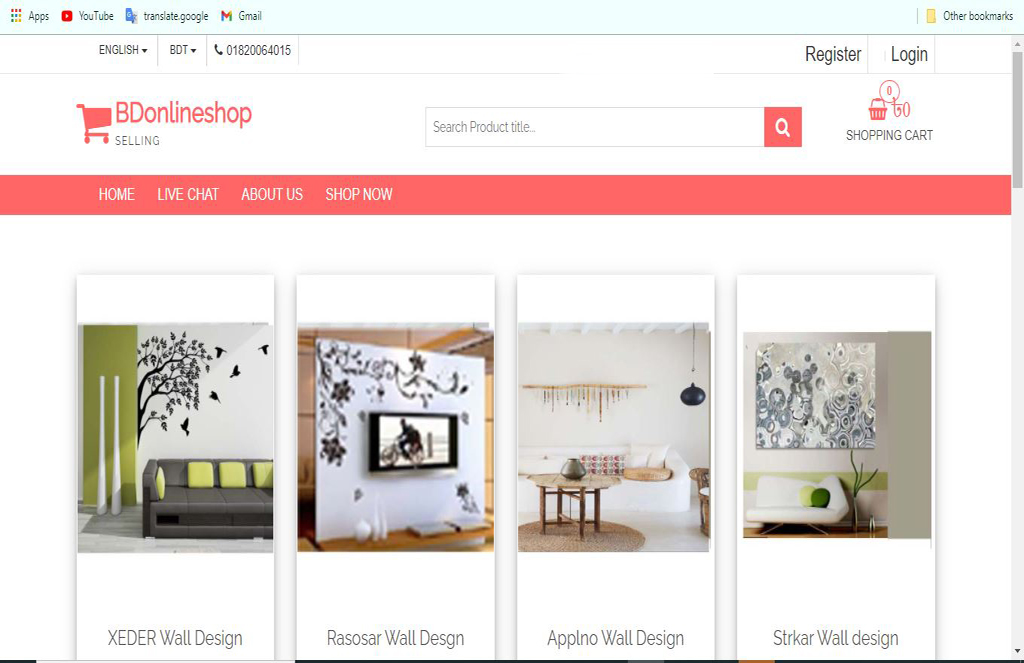 Apps YouTube translate.google Gmail Other bookmarks
ENGLISH BDT 01820064015 Register Login
BDonlineshop
SELLING
Search Product title...
0
৳0
SHOPPING CART
HOME LIVE CHAT ABOUT US SHOP NOW
XEDER Wall Design Rasosar Wall Desgn Applno Wall Design Strkar Wall design